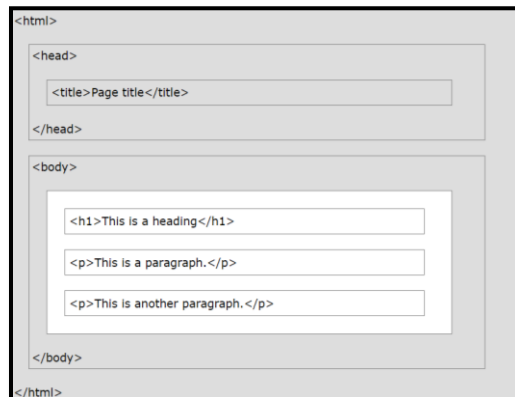 <html>
<head>
<title>Page title</title>
</head>
<body>
<h1>This is a heading</h1>
<p>This is a paragraph.</p>
<p>This is another paragraph.</p>
</body>
</html>